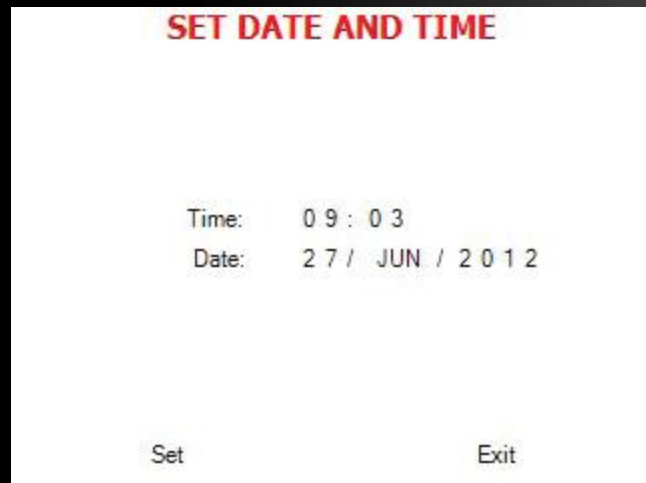 SET DATE AND TIME
Time: 09: 03
Date: 27/ JUN / 2012
Set Exit